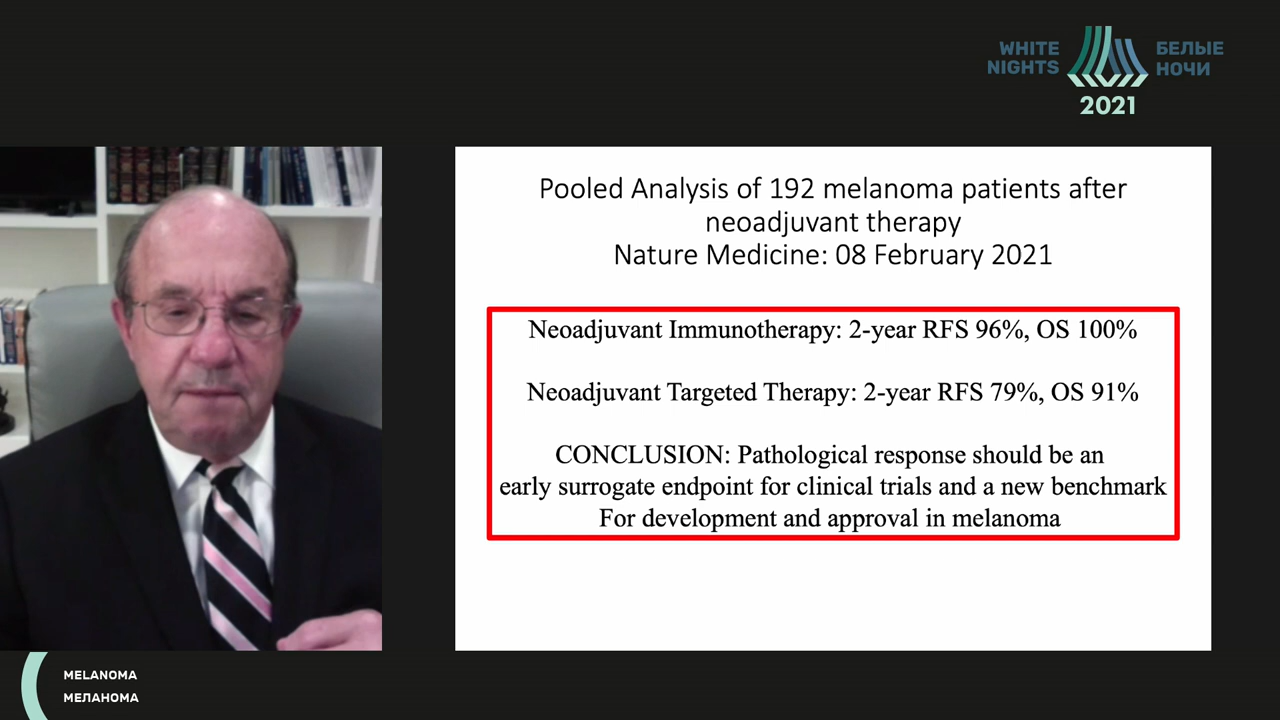 WHITE
NIGHTS
БЕЛЫЕ
НОЧИ
2021
Pooled Analysis of 192 melanoma patients after
neoadjuvant therapy
Nature Medicine: 08 February 2021
Neoadjuvant Immunotherapy: 2-year RFS 96%, OS 100%
Neoadjuvant Targeted Therapy: 2-year RFS 79%, OS 91%
CONCLUSION: Pathological response should be an
early surrogate endpoint for clinical trials and a new benchmark
For development and approval in melanoma
MELANOMA
МЕЛАНОМА